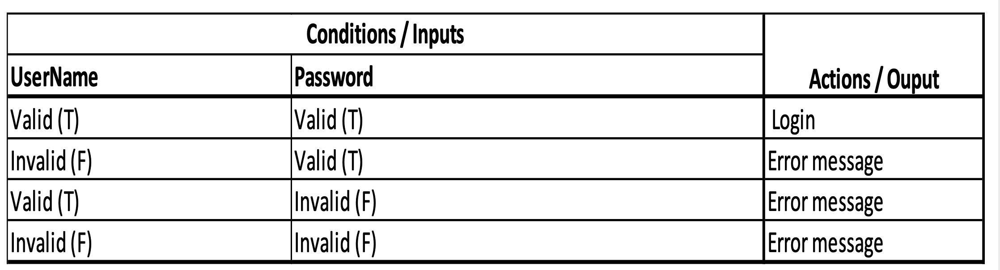 Conditions / Inputs
UserName Password Actions / Ouput
Valid (T) Valid (T) Login
Invalid (F) Valid (T) Error message
Valid (T) Invalid (F) Error message
Invalid (F) Invalid (F) Error message